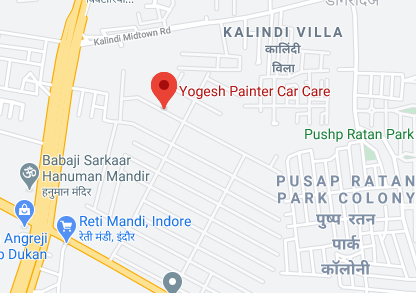 डोंगरादेज
Kalindi Midtown Rd
KALINDI VILLA
कालिंदी
विला
Yogesh Painter Car Care
Pushp Ratan Park
Babaji Sarkaar
Hanuman Mandir
हनुमान मंदिर
PUSAP RATAN
PARK COLONY
पुष्प रतन
पार्क
कॉलोनी
Reti Mandi, Indore
रेती मंडी, इंदौर
Angreji
Dukan